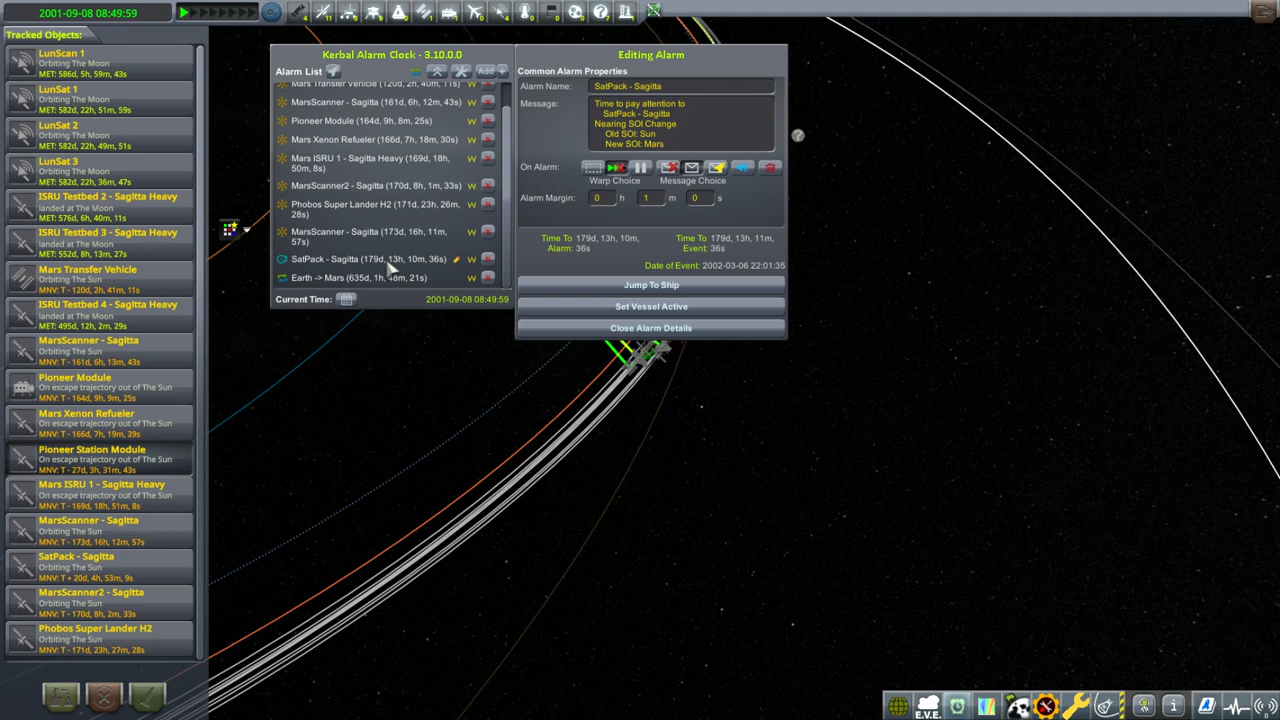 2001-09-08 08:49:59
Tracked Objects:
LunScan 1
Orbiting The Moon
MET: 586d, 5h, 59m, 43s
LunSat 1
Orbiting The Moon
MET: 582d, 22h, 51m, 59s
LunSat 2
Orbiting The Moon
MET: 582d, 22h, 49m, 51s
LunSat 3
Orbiting The Moon
MET: 582d, 22h, 36m, 47s
ISRU Testbed 2 - Sagitta Heavy
landed at The Moon
MET: 576d, 6h, 40m, 11s
ISRU Testbed 3 - Sagitta Heavy
landed at The Moon
MET: 552d, 8h, 13m, 27s
Mars Transfer Vehicle
Orbiting The Moon
MNV: T - 120d, 2h, 41m, 11s
ISRU Testbed 4 - Sagitta Heavy
landed at The Moon
MET: 495d, 12h, 2m, 29s
MarsScanner - Sagitta
Orbiting The Sun
MNV: T - 161d, 6h, 13m, 43s
Pioneer Module
On escape trajectory out of The Sun
MNV: T - 164d, 9h, 9m, 25s
Mars Xenon Refueler
On escape trajectory out of The Sun
MNV: T - 166d, 7h, 19m, 29s
Pioneer Station Module
On escape trajectory out of The Sun
MNV: T - 27d, 3h, 31m, 43s
Mars ISRU 1 - Sagitta Heavy
On escape trajectory out of The Sun
MNV: T - 169d, 18h, 51m, 8s
MarsScanner - Sagitta
Orbiting The Sun
MNV: T - 173d, 16h, 12m, 57s
SatPack - Sagitta
Orbiting The Sun
MNV: T + 20d, 4h, 53m, 9s
MarsScanner2 - Sagitta
Orbiting The Sun
MNV: T - 170d, 8h, 2m, 33s
Phobos Super Lander H2
Orbiting The Sun
MNV: T - 171d, 23h, 27m, 28s
Kerbal Alarm Clock - 3.10.0.0
Alarm List
Add +
Mars Transfer Vehicle (120d, 2h, 40m, 11s) W
MarsScanner - Sagitta (161d, 6h, 12m, 43s) W
Pioneer Module (164d, 9h, 8m, 25s) W
Mars Xenon Refueler (166d, 7h, 18m, 30s) W
Mars ISRU 1 - Sagitta Heavy (169d, 18h, W
50m, 8s)
MarsScanner2 - Sagitta (170d, 8h, 1m, 33s) W
Phobos Super Lander H2 (171d, 23h, 26m, W
28s)
MarsScanner - Sagitta (173d, 16h, 11m, W
57s)
SatPack - Sagitta (179d, 13h, 10m, 36s) W
Earth -> Mars (635d, 1h, 48m, 21s) W
Current Time: 2001-09-08 08:49:59
Editing Alarm
Common Alarm Properties
Alarm Name: SatPack - Sagitta
Message: Time to pay attention to
SatPack - Sagitta
Nearing SOI Change
Old SOI: Sun
New SOI: Mars
On Alarm:
Warp Choice Message Choice
Alarm Margin: 0 h 1 m 0 s
Time To 179d, 13h, 10m, Time To 179d, 13h, 11m,
Alarm: 36s Event: 36s
Date of Event: 2002-03-06 22:01:35
Jump To Ship
Set Vessel Active
Close Alarm Details
?
E.V.E.